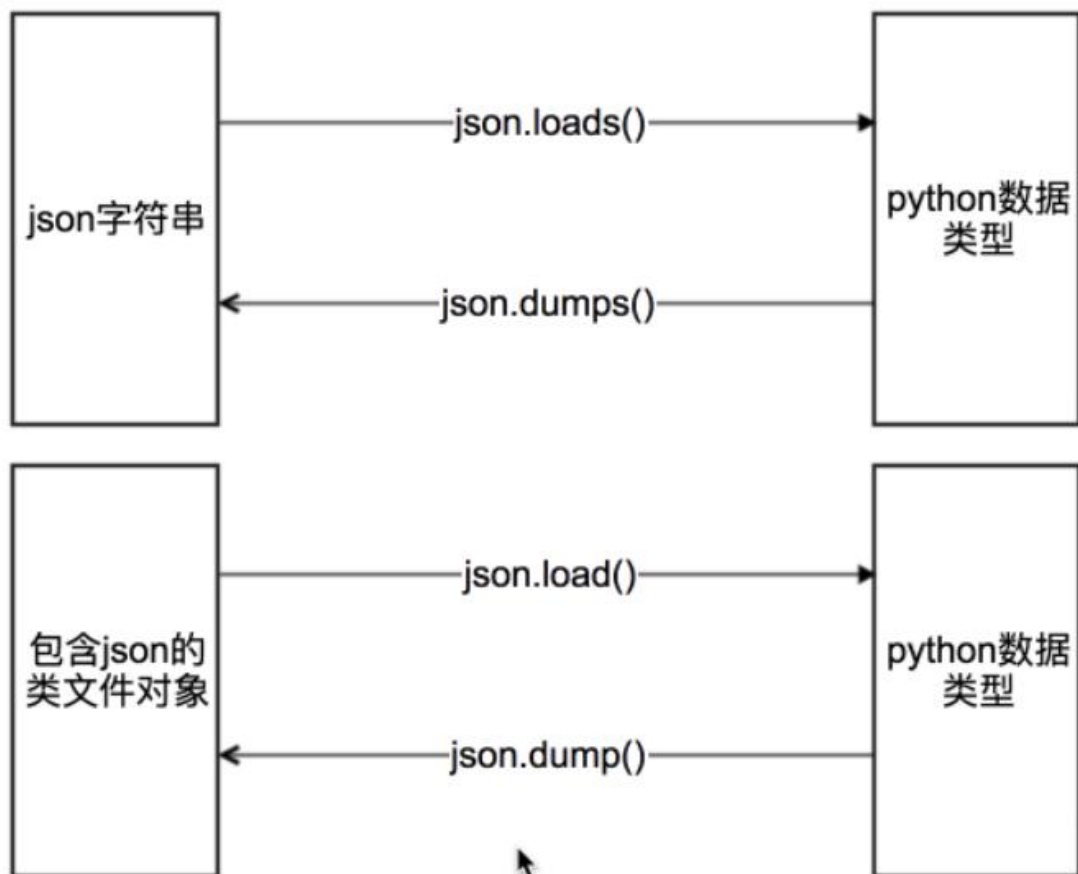 json.loads()
json字符串
python数据
类型
json.dumps()
json.load()
包含json的
类文件对象
python数据
类型
json.dump()